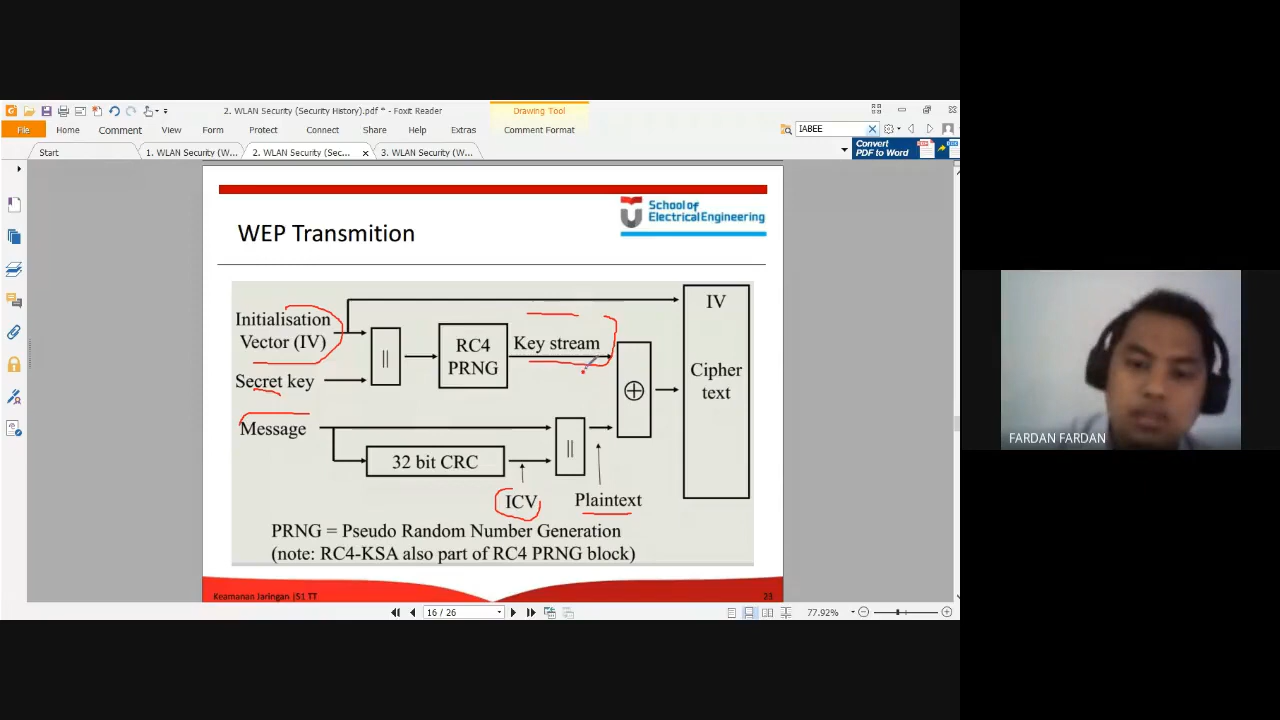 2. WLAN Security (Security History).pdf * - Foxit Reader
Drawing Tool
File
Home
Comment
View
Form
Protect
Connect
Share
Help
Extras
Comment Format
IABEE
Start
1. WLAN Security (W...
2. WLAN Security (Sec...
3. WLAN Security (W...
Convert
PDF to Word
School of
Electrical Engineering
WEP Transmition
Initialisation
Vector (IV)
Secret key
||
RC4
PRNG
Key stream
IV
Cipher
text
Message
32 bit CRC
||
ICV
Plaintext
PRNG = Pseudo Random Number Generation
(note: RC4-KSA also part of RC4 PRNG block)
Keamanan Jaringan |S1 TT
23
16 / 26
77.92%
FARDAN FARDAN